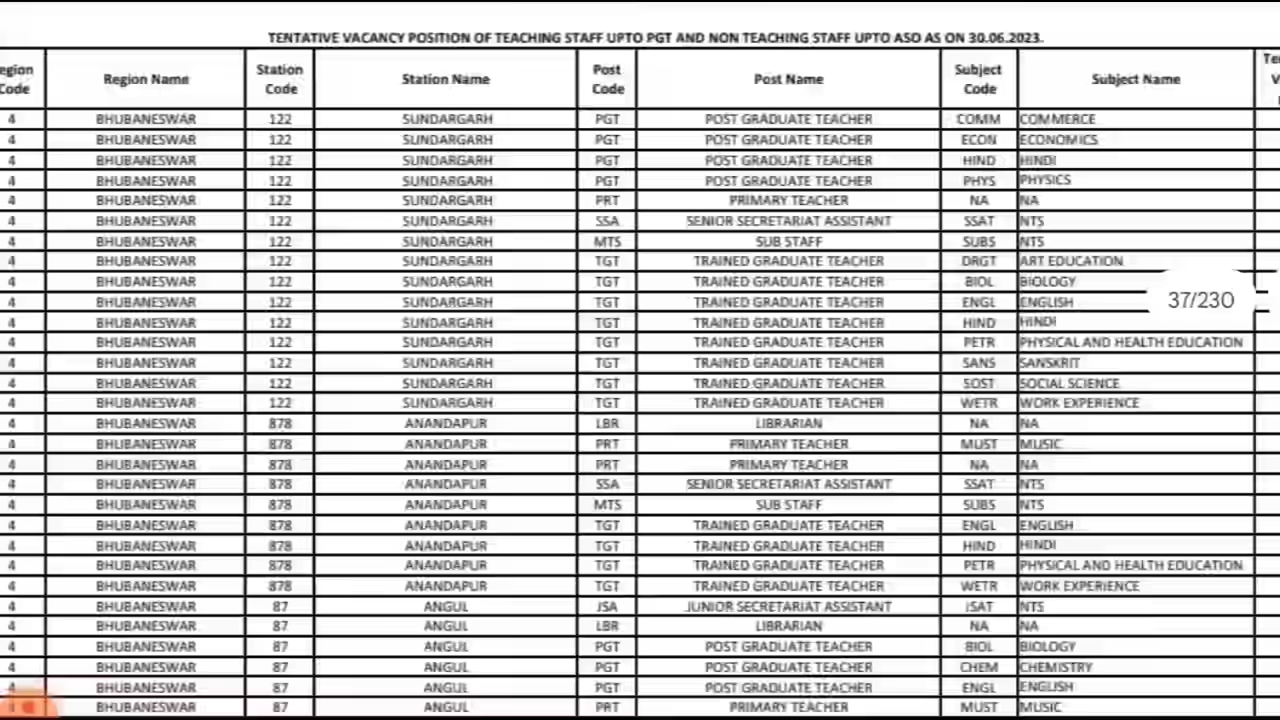 TENTATIVE VACANCY POSITION OF TEACHING STAFF UPTO PGT AND NON TEACHING STAFF UPTO ASO AS ON 30.06.2023.
egion Code Region Name Station Code Station Name Post Code Post Name Subject Code Subject Name Te V
4 BHUBANESWAR 122 SUNDARGARH PGT POST GRADUATE TEACHER COMM COMMERCE
4 BHUBANESWAR 122 SUNDARGARH PGT POST GRADUATE TEACHER ECON ECONOMICS
4 BHUBANESWAR 122 SUNDARGARH PGT POST GRADUATE TEACHER HIND HINDI
4 BHUBANESWAR 122 SUNDARGARH PGT POST GRADUATE TEACHER PHYS PHYSICS
4 BHUBANESWAR 122 SUNDARGARH PRT PRIMARY TEACHER NA NA
4 BHUBANESWAR 122 SUNDARGARH SSA SENIOR SECRETARIAT ASSISTANT SSAT NTS
4 BHUBANESWAR 122 SUNDARGARH MTS SUB STAFF SUBS NTS
4 BHUBANESWAR 122 SUNDARGARH TGT TRAINED GRADUATE TEACHER DRGT ART EDUCATION
4 BHUBANESWAR 122 SUNDARGARH TGT TRAINED GRADUATE TEACHER BIOL BIOLOGY
4 BHUBANESWAR 122 SUNDARGARH TGT TRAINED GRADUATE TEACHER ENGL ENGLISH
37/230
4 BHUBANESWAR 122 SUNDARGARH TGT TRAINED GRADUATE TEACHER HIND HINDI
4 BHUBANESWAR 122 SUNDARGARH TGT TRAINED GRADUATE TEACHER PETR PHYSICAL AND HEALTH EDUCATION
4 BHUBANESWAR 122 SUNDARGARH TGT TRAINED GRADUATE TEACHER SANS SANSKRIT
4 BHUBANESWAR 122 SUNDARGARH TGT TRAINED GRADUATE TEACHER SOST SOCIAL SCIENCE
4 BHUBANESWAR 122 SUNDARGARH TGT TRAINED GRADUATE TEACHER WETR WORK EXPERIENCE
4 BHUBANESWAR 878 ANANDAPUR LBR LIBRARIAN NA NA
4 BHUBANESWAR 878 ANANDAPUR PRT PRIMARY TEACHER MUST MUSIC
4 BHUBANESWAR 878 ANANDAPUR PRT PRIMARY TEACHER NA NA
4 BHUBANESWAR 878 ANANDAPUR SSA SENIOR SECRETARIAT ASSISTANT SSAT NTS
4 BHUBANESWAR 878 ANANDAPUR MTS SUB STAFF SUBS NTS
4 BHUBANESWAR 878 ANANDAPUR TGT TRAINED GRADUATE TEACHER ENGL ENGLISH
4 BHUBANESWAR 878 ANANDAPUR TGT TRAINED GRADUATE TEACHER HIND HINDI
4 BHUBANESWAR 878 ANANDAPUR TGT TRAINED GRADUATE TEACHER PETR PHYSICAL AND HEALTH EDUCATION
4 BHUBANESWAR 878 ANANDAPUR TGT TRAINED GRADUATE TEACHER WETR WORK EXPERIENCE
4 BHUBANESWAR 87 ANGUL JSA JUNIOR SECRETARIAT ASSISTANT JSAT NTS
4 BHUBANESWAR 87 ANGUL LBR LIBRARIAN NA NA
4 BHUBANESWAR 87 ANGUL PGT POST GRADUATE TEACHER BIOL BIOLOGY
4 BHUBANESWAR 87 ANGUL PGT POST GRADUATE TEACHER CHEM CHEMISTRY
4 BHUBANESWAR 87 ANGUL PGT POST GRADUATE TEACHER ENGL ENGLISH
BHUBANESWAR 87 ANGUL PRT PRIMARY TEACHER MUST MUSIC